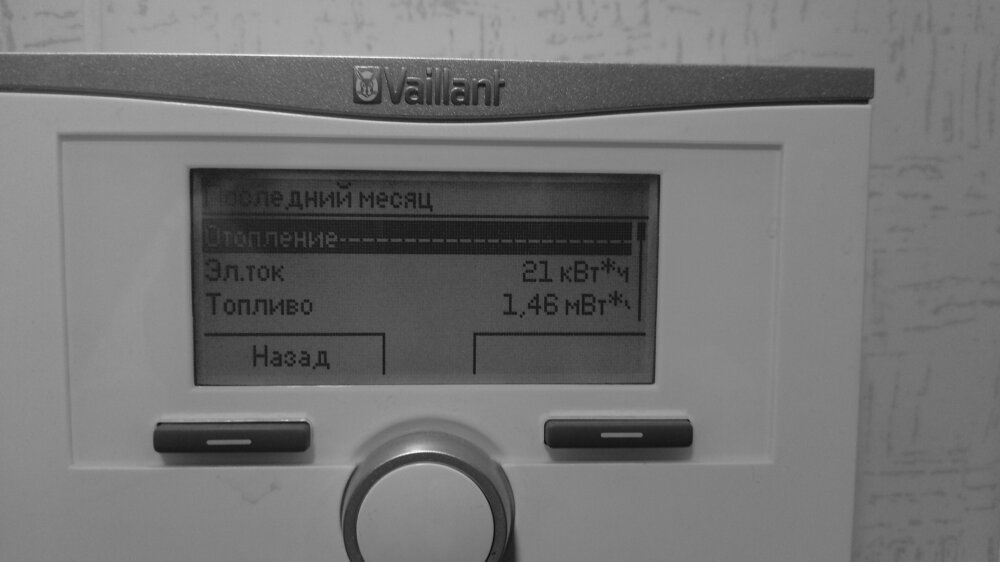 Vaillant
Последний месяц
Отопление-----------------------
Эл.ток 21 кВт*ч
Топливо 1,46 мВт*
Назад